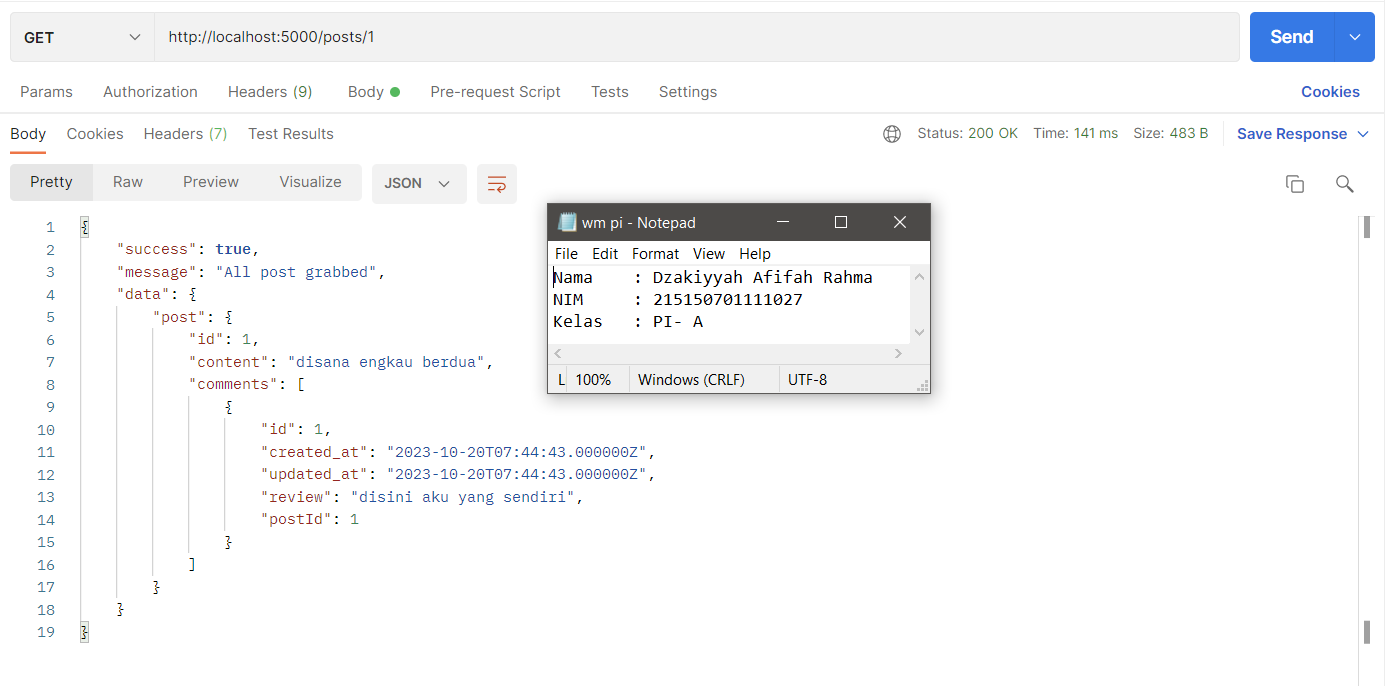 GET http://localhost:5000/posts/1 Send
Params Authorization Headers (9) Body Pre-request Script Tests Settings Cookies
Body Cookies Headers (7) Test Results Status: 200 OK Time: 141 ms Size: 483 B Save Response
Pretty Raw Preview Visualize JSON
1 {
2 "success": true,
3 "message": "All post grabbed",
4 "data": {
5 "post": {
6 "id": 1,
7 "content": "disana engkau berdua",
8 "comments": [
9 {
10 "id": 1,
11 "created_at": "2023-10-20T07:44:43.000000Z",
12 "updated_at": "2023-10-20T07:44:43.000000Z",
13 "review": "disini aku yang sendiri",
14 "postId": 1
15 }
16 ]
17 }
18 }
19 }
wm pi - Notepad
File Edit Format View Help
Nama : Dzakiyyah Afifah Rahma
NIM : 215150701111027
Kelas : PI- A
L 100% Windows (CRLF) UTF-8